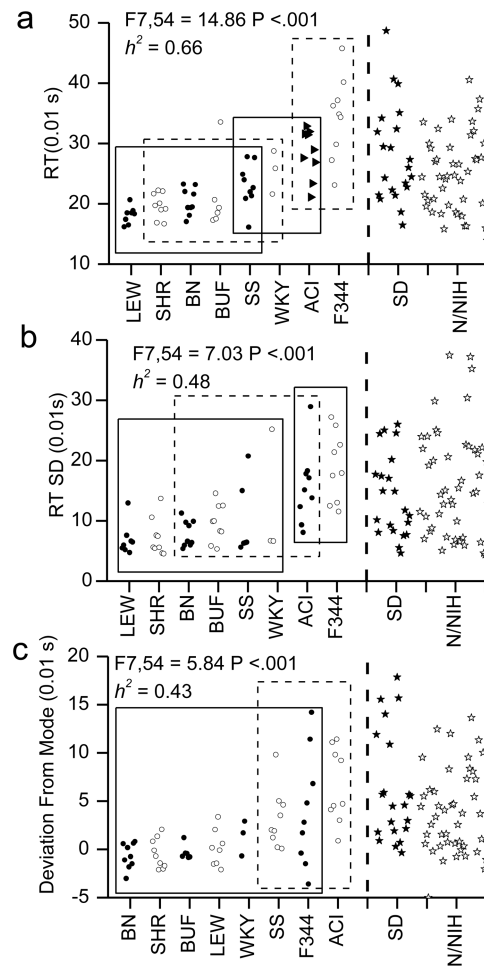 a
F7,54 = 14.86 P <.001
h² = 0.66
RT(0.01 s)
50
40
30
20
10
LEW
SHR
BN
BUF
SS
WKY
ACI
F344
SD
N/NIH
b
F7,54 = 7.03 P <.001
h² = 0.48
RT SD (0.01s)
40
30
20
10
0
LEW
SHR
BN
BUF
SS
WKY
ACI
F344
SD
N/NIH
c
F7,54 = 5.84 P <.001
h² = 0.43
Deviation From Mode (0.01 s)
20
15
10
5
0
-5
BN
SHR
BUF
LEW
WKY
SS
F344
ACI
SD
N/NIH